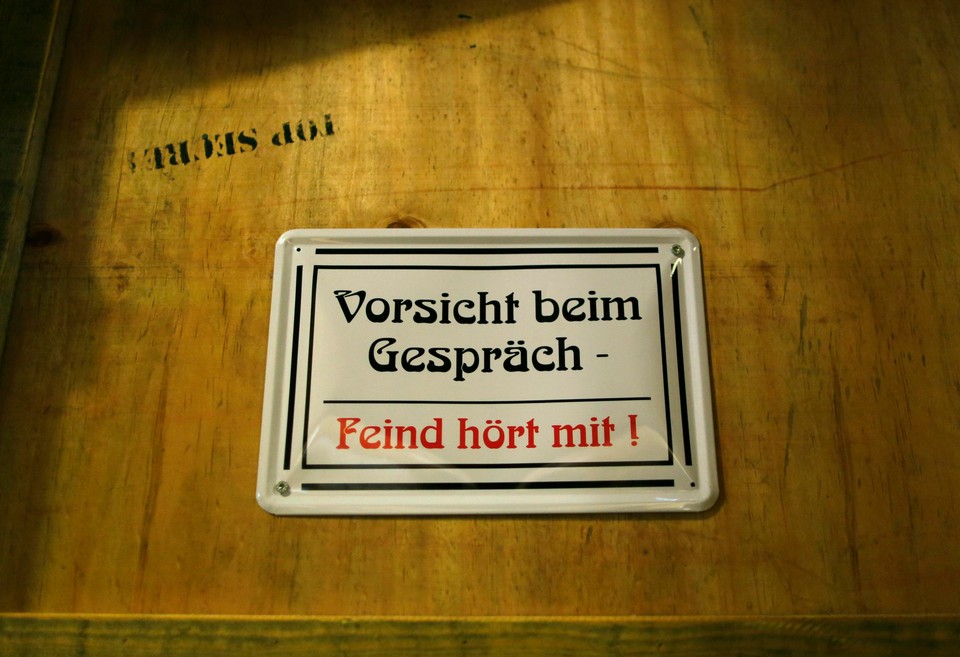 TOP SECRET
Vorsicht beim
Gespräch -
Feind hört mit !